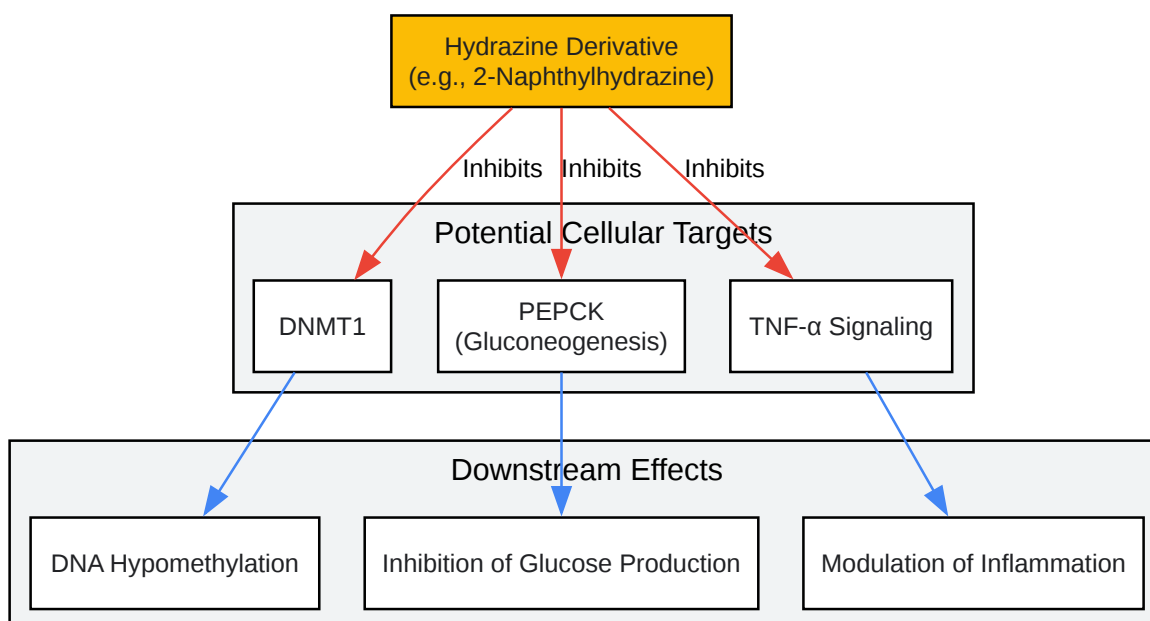 Hydrazine Derivative
(e.g., 2-Naphthylhydrazine)
Inhibits
Inhibits
Inhibits
Potential Cellular Targets
DNMT1
PEPCK
(Gluconeogenesis)
TNF-α Signaling
Downstream Effects
DNA Hypomethylation
Inhibition of Glucose Production
Modulation of Inflammation